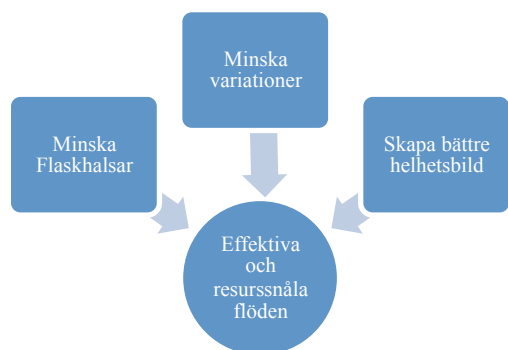 Minska
variationer
Minska
Flaskhalsar
Skapa bättre
helhetsbild
Effektiva
och
resurssnåla
flöden